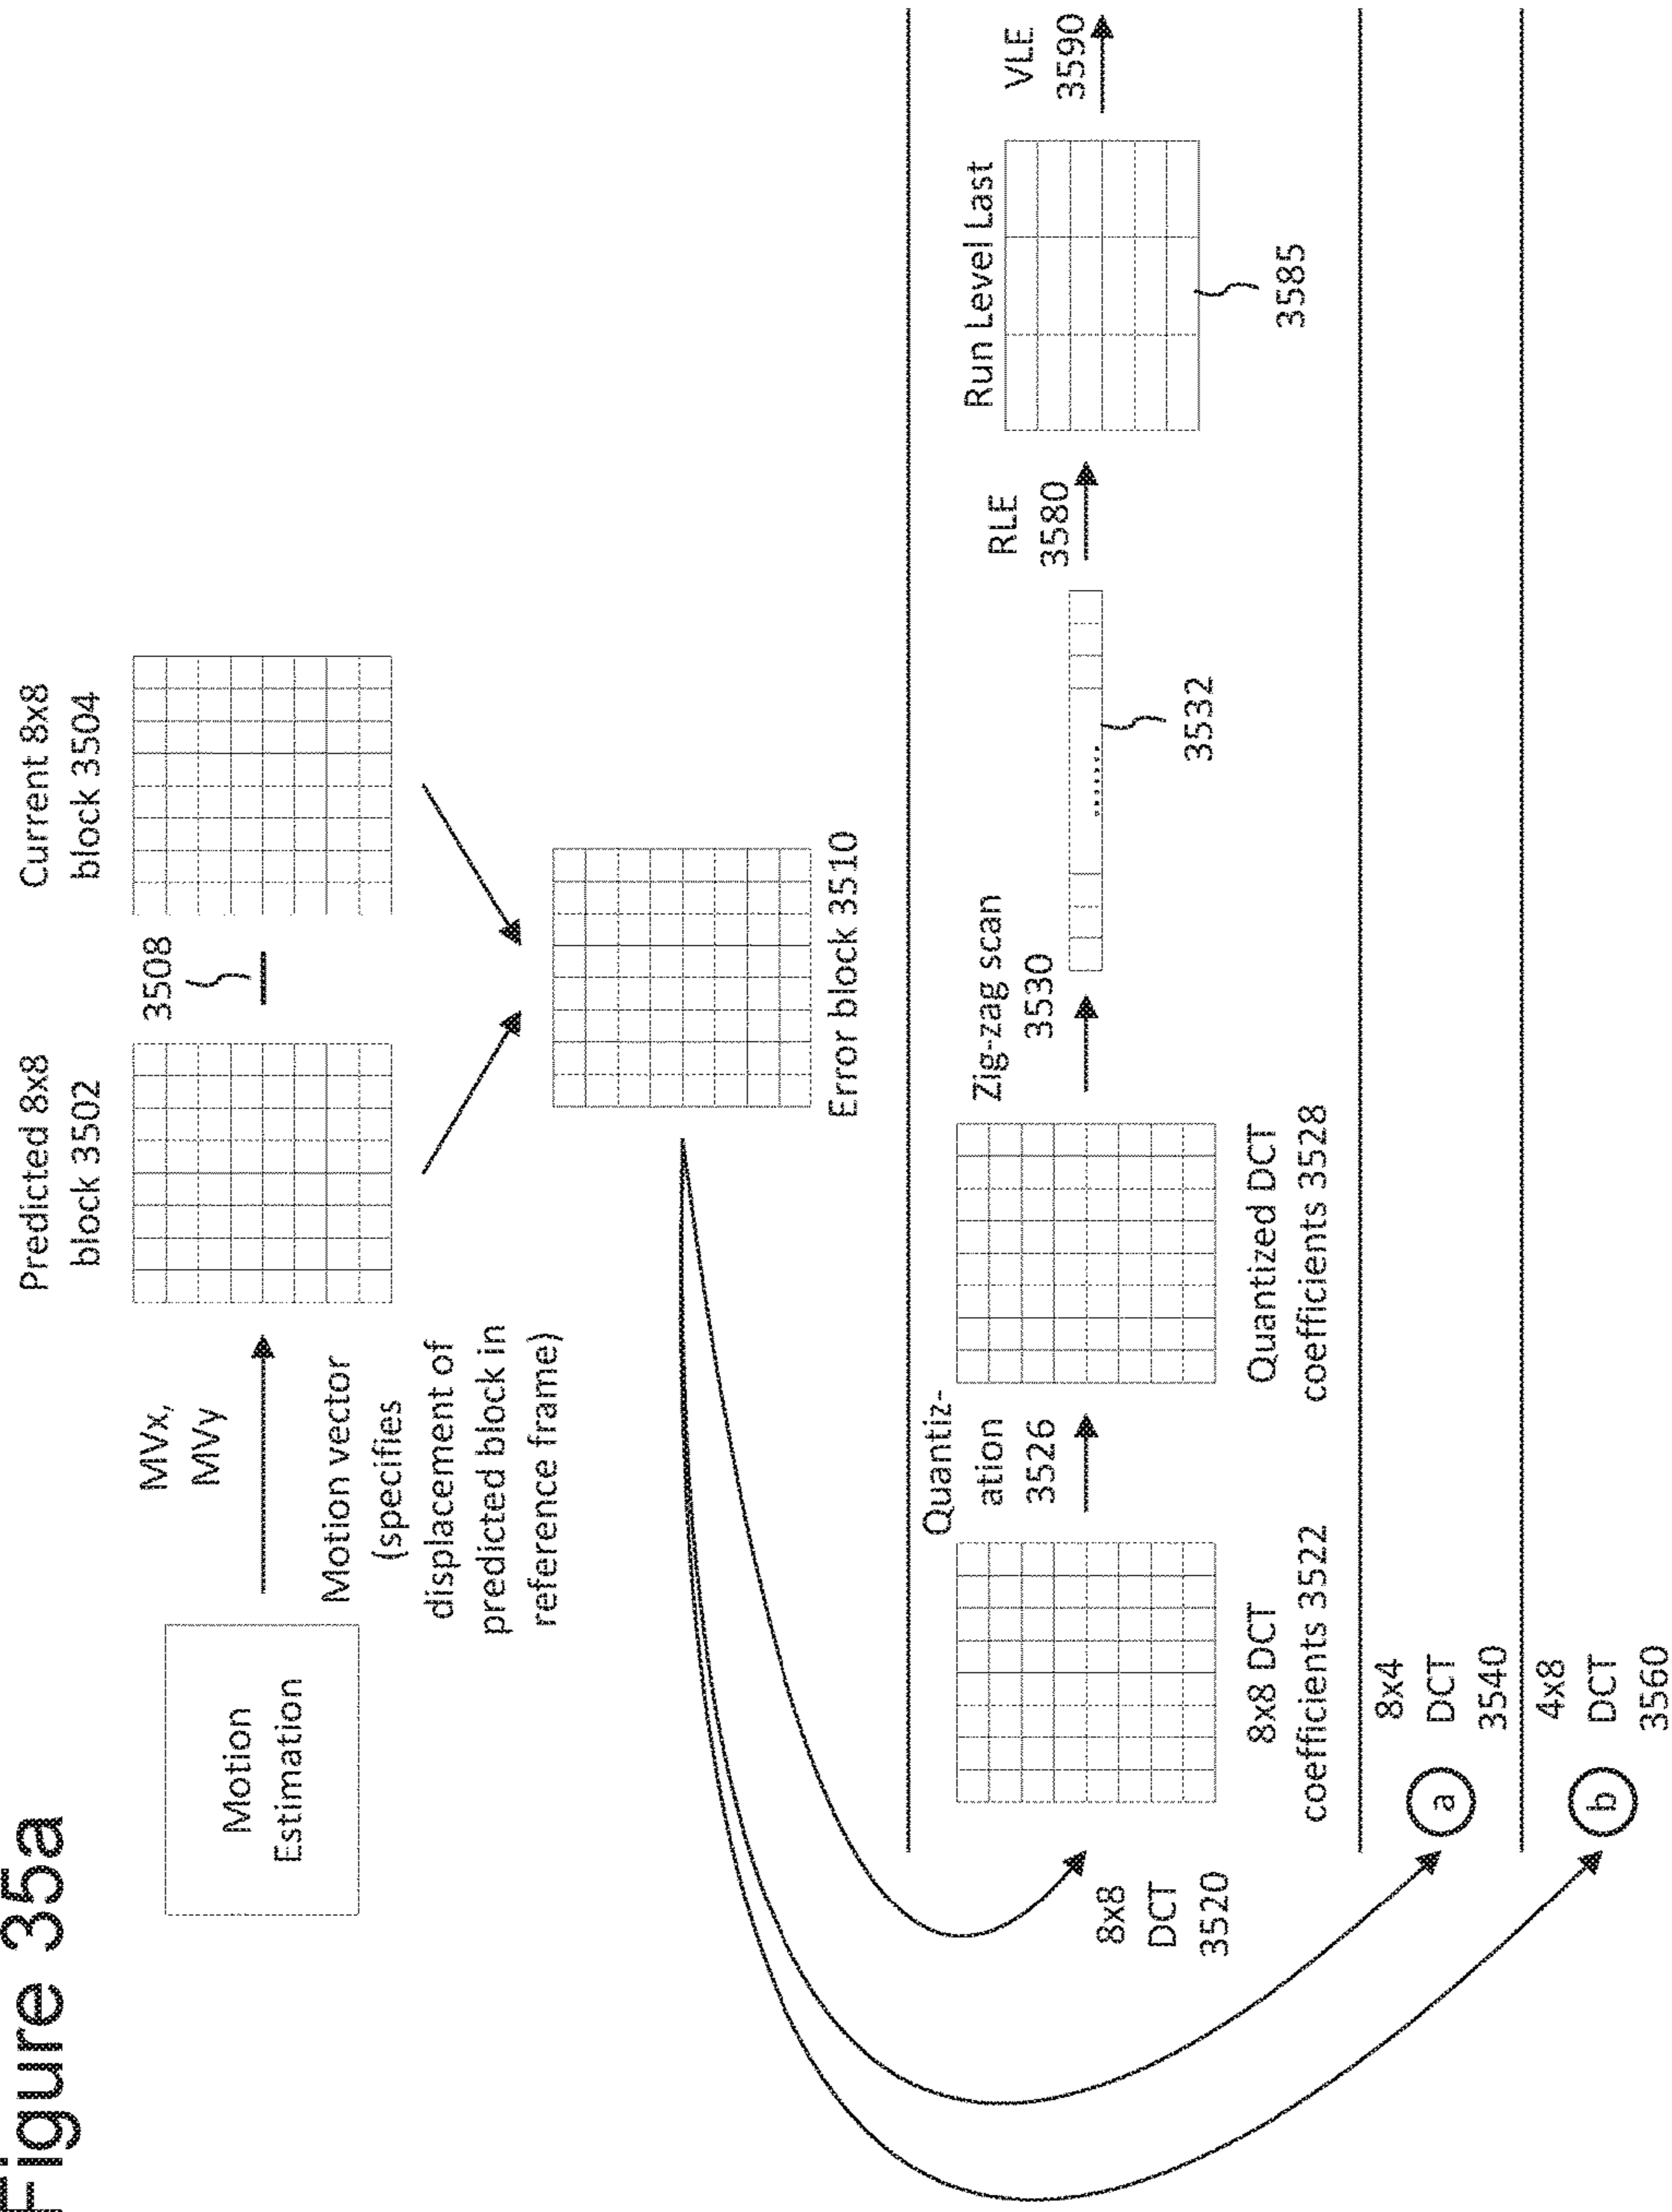 Figure 35a
Motion
Estimation
MVx,
MVy
Motion vector
(specifies
displacement of
predicted block in
reference frame)
Predicted 8x8
block 3502
3508
Current 8x8
block 3504
Error block 3510
8x8
DCT
3520
8x8 DCT
coefficients 3522
Quantiz-
ation
3526
Quantized DCT
coefficients 3528
Zig-zag scan
3530
3532
RLE
3580
Run Level Last
3585
VLE
3590
a
8x4
DCT
3540
b
4x8
DCT
3560